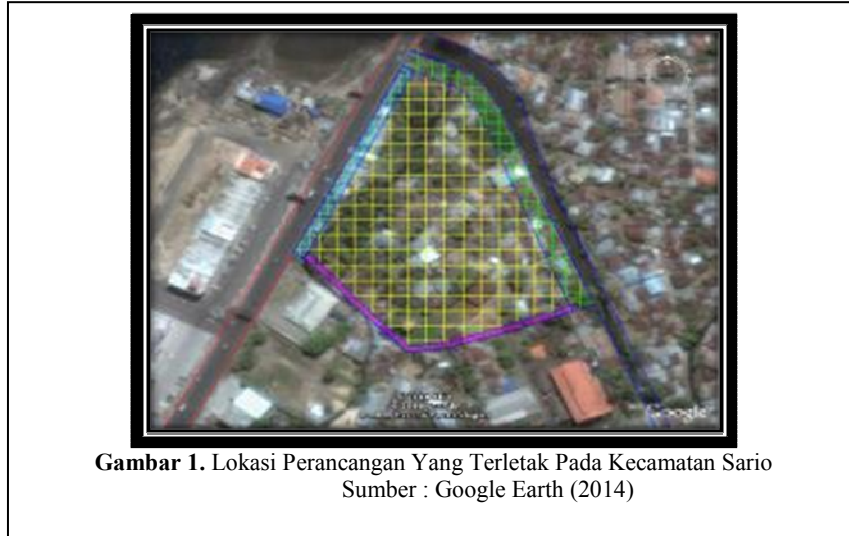 Google
Gambar 1. Lokasi Perancangan Yang Terletak Pada Kecamatan Sario
Sumber : Google Earth (2014)